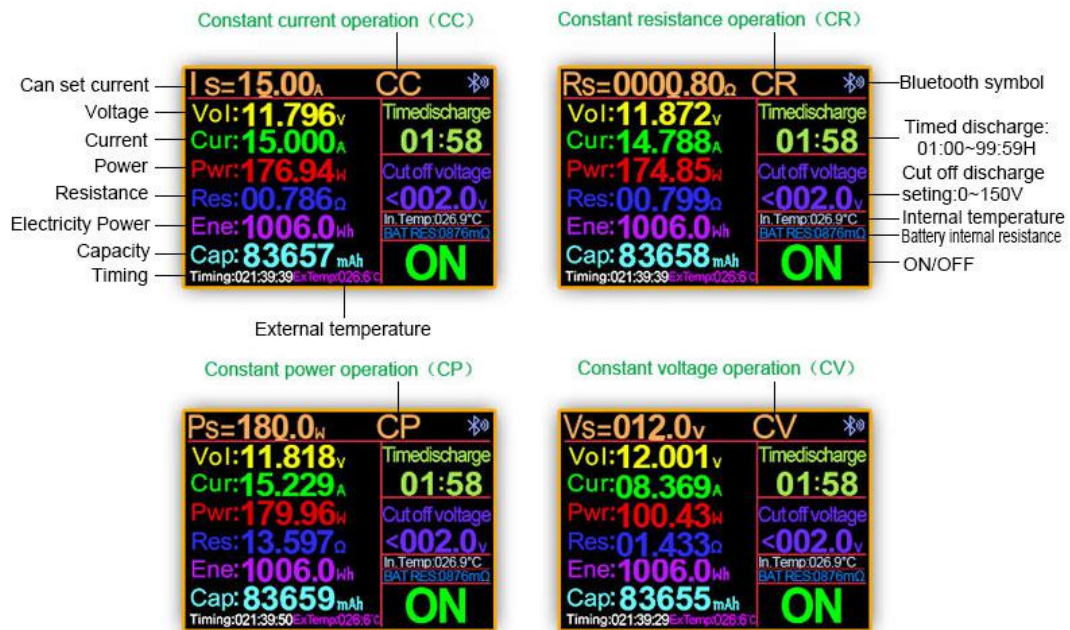 Constant current operation（CC）
Constant resistance operation（CR）
Can set current
Voltage
Current
Power
Resistance
Electricity Power
Capacity
Timing
I s=15.00A CC
Vol:11.796v
Cur:15.000A
Pwr:176.94W
Res:00.786Ω
Ene:1006.0Wh
Cap:83657mAh
Timing:021:39:39 ExTemp:026.6°C
Timedischarge
01:58
Cut off voltage
<002.0v
In.Temp:026.9°C
BAT RES:0876mΩ
ON
External temperature
Rs=0000.80Ω CR
Vol:11.872v
Cur:14.788A
Pwr:174.85W
Res:00.799Ω
Ene:1006.0Wh
Cap:83658mAh
Timing:021:39:39 ExTemp:026.6°C
Timedischarge
01:58
Cut off voltage
<002.0v
In.Temp:026.9°C
BAT RES:0876mΩ
ON
Bluetooth symbol
Timed discharge:
01:00~99:59H
Cut off discharge
seting:0~150V
Internal temperature
Battery internal resistance
ON/OFF
Constant power operation（CP）
Constant voltage operation（CV）
Ps=180.0W CP
Vol:11.818v
Cur:15.229A
Pwr:179.96W
Res:13.597Ω
Ene:1006.0Wh
Cap:83659mAh
Timing:021:39:50 ExTemp:026.6°C
Timedischarge
01:58
Cut off voltage
<002.0v
In.Temp:026.9°C
BAT RES:0876mΩ
ON
Vs=012.0v CV
Vol:12.001v
Cur:08.369A
Pwr:100.43W
Res:01.433Ω
Ene:1006.0Wh
Cap:83655mAh
Timing:021:39:29 ExTemp:026.6°C
Timedischarge
01:58
Cut off voltage
<002.0v
In.Temp:026.9°C
BAT RES:0876mΩ
ON